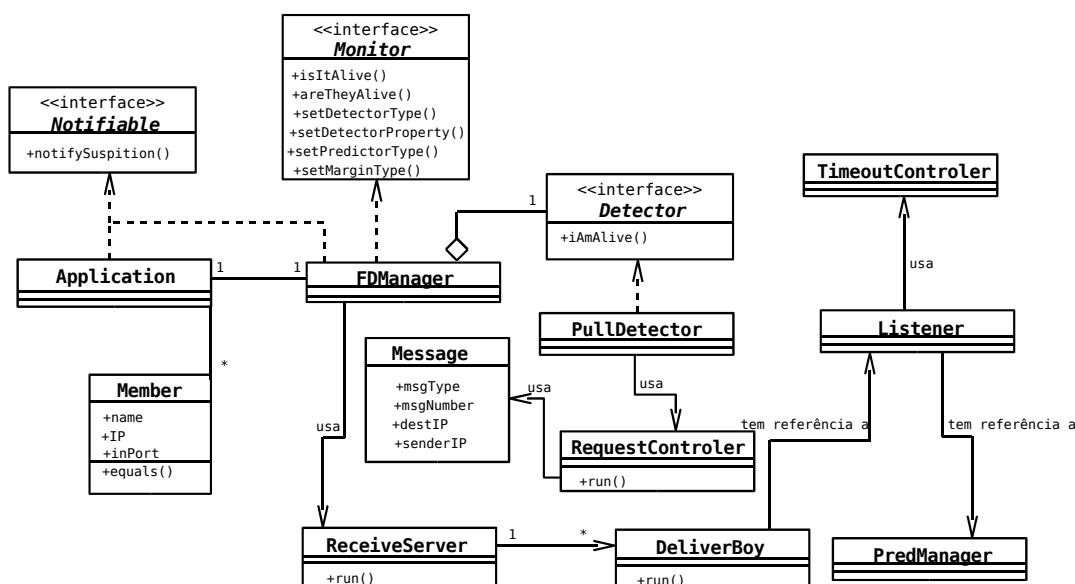 <<interface>>
Monitor
+isItAlive()
+areTheyAlive()
+setDetectorType()
+setDetectorProperty()
+setPredictorType()
+setMarginType()
<<interface>>
Notifiable
+notifySuspition()
<<interface>>
Detector
+iAmAlive()
TimeoutControler
1
usa
Application
1
1
FDManager
PullDetector
Listener
*
Member
+name
+IP
+inPort
+equals()
usa
Message
+msgType
+msgNumber
+destIP
+senderIP
usa
usa
RequestControler
+run()
tem referência a
tem referência a
ReceiveServer
+run()
1
*
DeliverBoy
+run()
PredManager